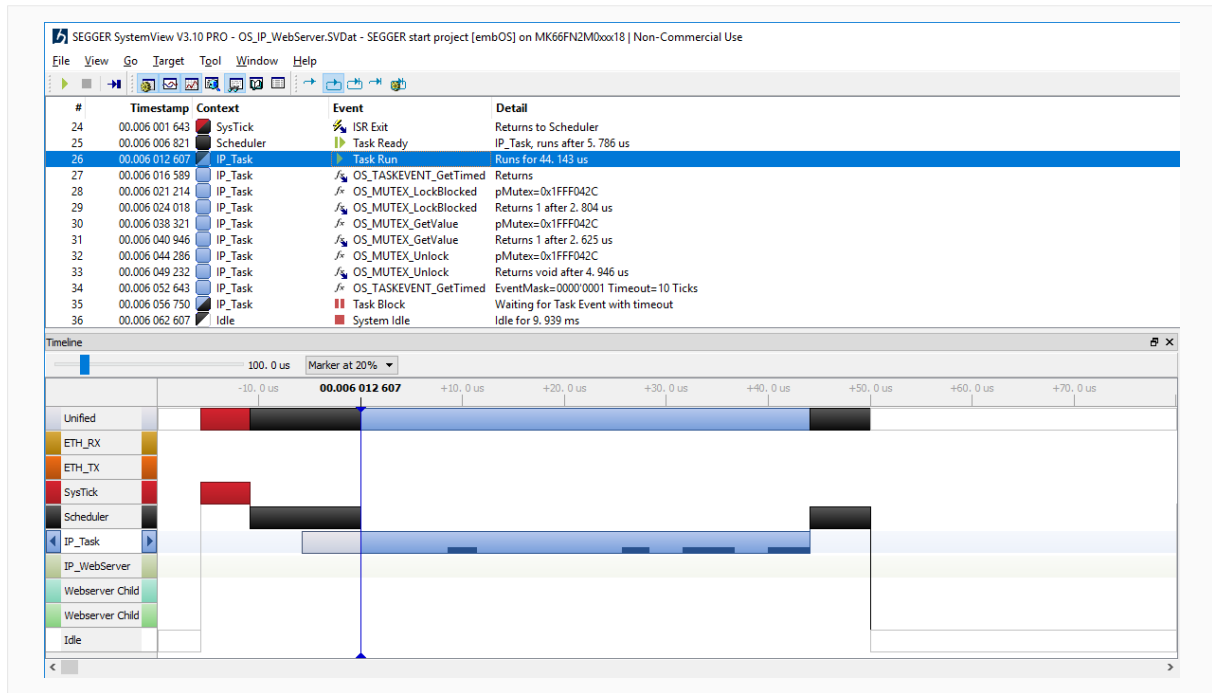 SEGGER SystemView V3.10 PRO - OS_IP_WebServer.SVDat - SEGGER start project [embOS] on MK66FN2M0xxx18 | Non-Commercial Use
File View Go Target Tool Window Help
# Timestamp Context Event Detail
24 00.006 001 643 SysTick ISR Exit Returns to Scheduler
25 00.006 006 821 Scheduler Task Ready IP_Task, runs after 5. 786 us
26 00.006 012 607 IP_Task Task Run Runs for 44. 143 us
27 00.006 016 589 IP_Task OS_TASKEVENT_GetTimed Returns
28 00.006 021 214 IP_Task OS_MUTEX_LockBlocked pMutex=0x1FFF042C
29 00.006 024 018 IP_Task OS_MUTEX_LockBlocked Returns 1 after 2. 804 us
30 00.006 038 321 IP_Task OS_MUTEX_GetValue pMutex=0x1FFF042C
31 00.006 040 946 IP_Task OS_MUTEX_GetValue Returns 1 after 2. 625 us
32 00.006 044 286 IP_Task OS_MUTEX_Unlock pMutex=0x1FFF042C
33 00.006 049 232 IP_Task OS_MUTEX_Unlock Returns void after 4. 946 us
34 00.006 052 643 IP_Task OS_TASKEVENT_GetTimed EventMask=0000'0001 Timeout=10 Ticks
35 00.006 056 750 IP_Task Task Block Waiting for Task Event with timeout
36 00.006 062 607 Idle System Idle Idle for 9. 939 ms
Timeline
100. 0 us Marker at 20%
-10. 0 us 00.006 012 607 +10. 0 us +20. 0 us +30. 0 us +40. 0 us +50. 0 us +60. 0 us +70. 0 us
Unified
ETH_RX
ETH_TX
SysTick
Scheduler
IP_Task
IP_WebServer
Webserver Child
Webserver Child
Idle